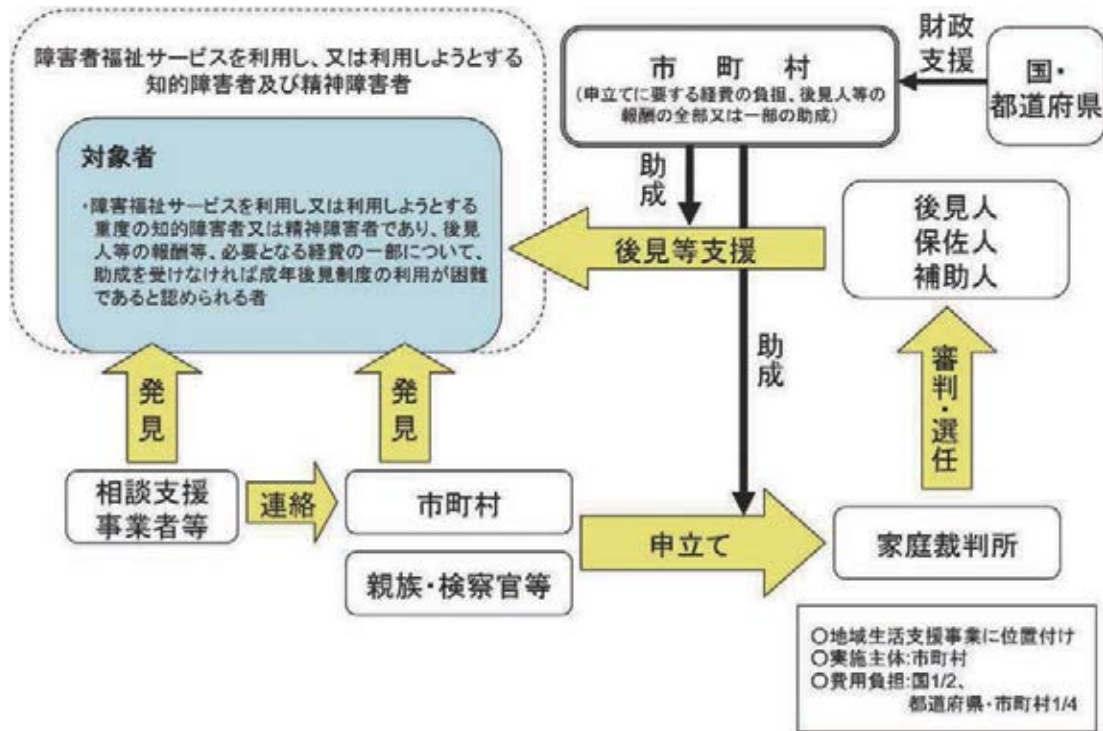 障害者福祉サービスを利用し、又は利用しようとする
知的障害者及び精神障害者
対象者
・障害福祉サービスを利用し又は利用しようとする
重度の知的障害者又は精神障害者であり、後見
人等の報酬等、必要となる経費の一部について、
助成を受けなければ成年後見制度の利用が困難
であると認められる者
市町村
(申立てに要する経費の負担、後見人等の
報酬の全部又は一部の助成)
財政
支援
国・
都道府県
助成
後見等支援
後見人
保佐人
補助人
助成
審判・選任
発見
発見
相談支援
事業者等
連絡
市町村
親族・検察官等
申立て
家庭裁判所
○地域生活支援事業に位置付け
○実施主体:市町村
○費用負担:国1/2、
都道府県・市町村1/4